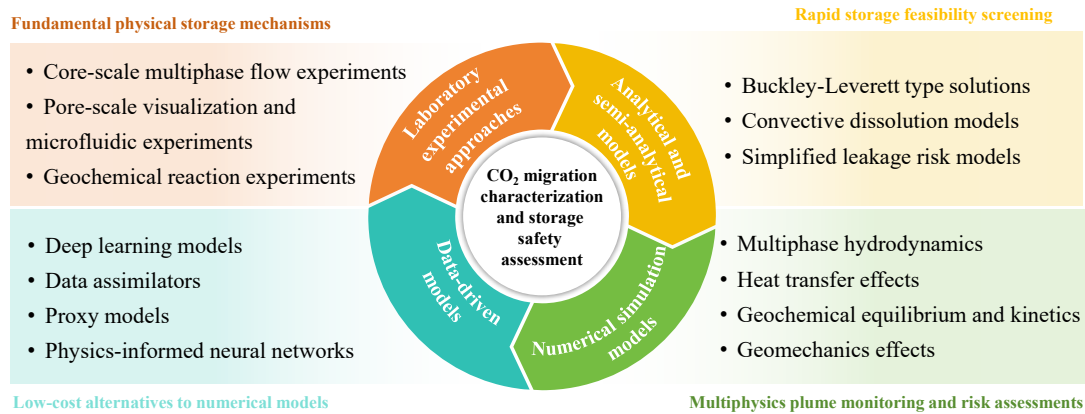 Fundamental physical storage mechanisms
• Core-scale multiphase flow experiments
• Pore-scale visualization and
microfluidic experiments
• Geochemical reaction experiments
Laboratory
experimental
approaches
Rapid storage feasibility screening
Analytical and
semi-analytical
models
• Buckley-Leverett type solutions
• Convective dissolution models
• Simplified leakage risk models
CO₂ migration
characterization
and storage
safety
assessment
• Deep learning models
• Data assimilators
• Proxy models
• Physics-informed neural networks
Data-driven
models
Low-cost alternatives to numerical models
Numerical simulation
models
• Multiphase hydrodynamics
• Heat transfer effects
• Geochemical equilibrium and kinetics
• Geomechanics effects
Multiphysics plume monitoring and risk assessments